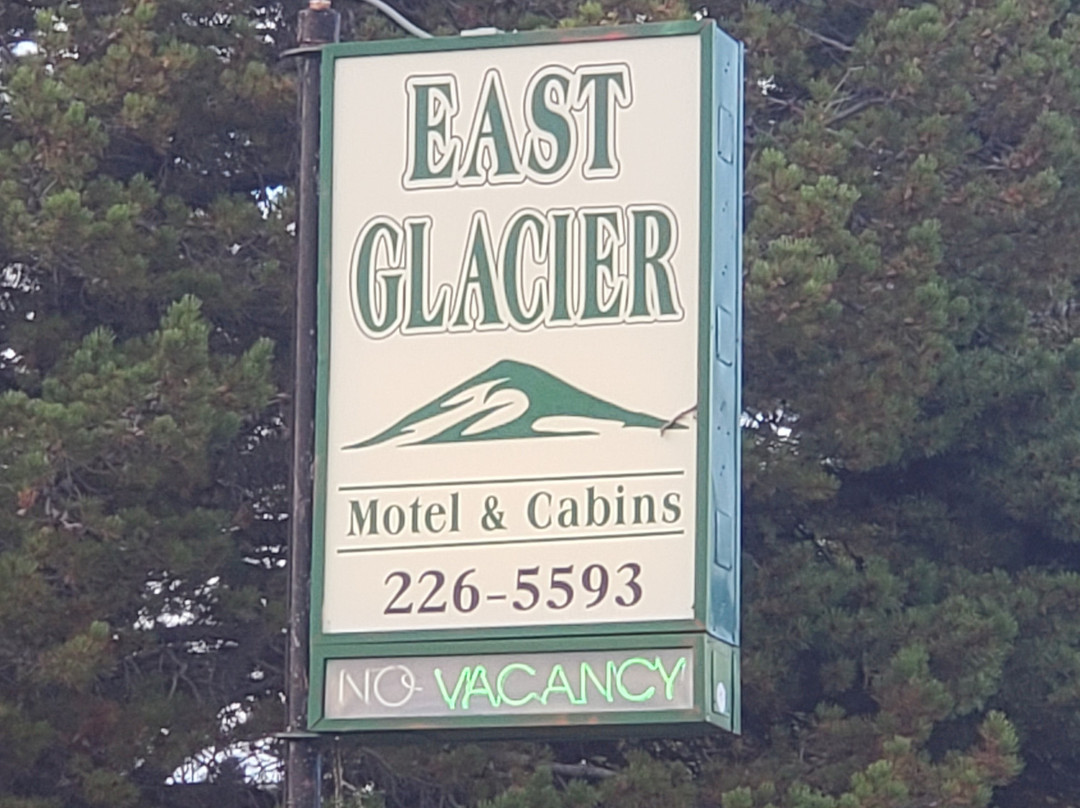 EAST
GLACIER
Motel & Cabins
226-5593
NO VACANCY